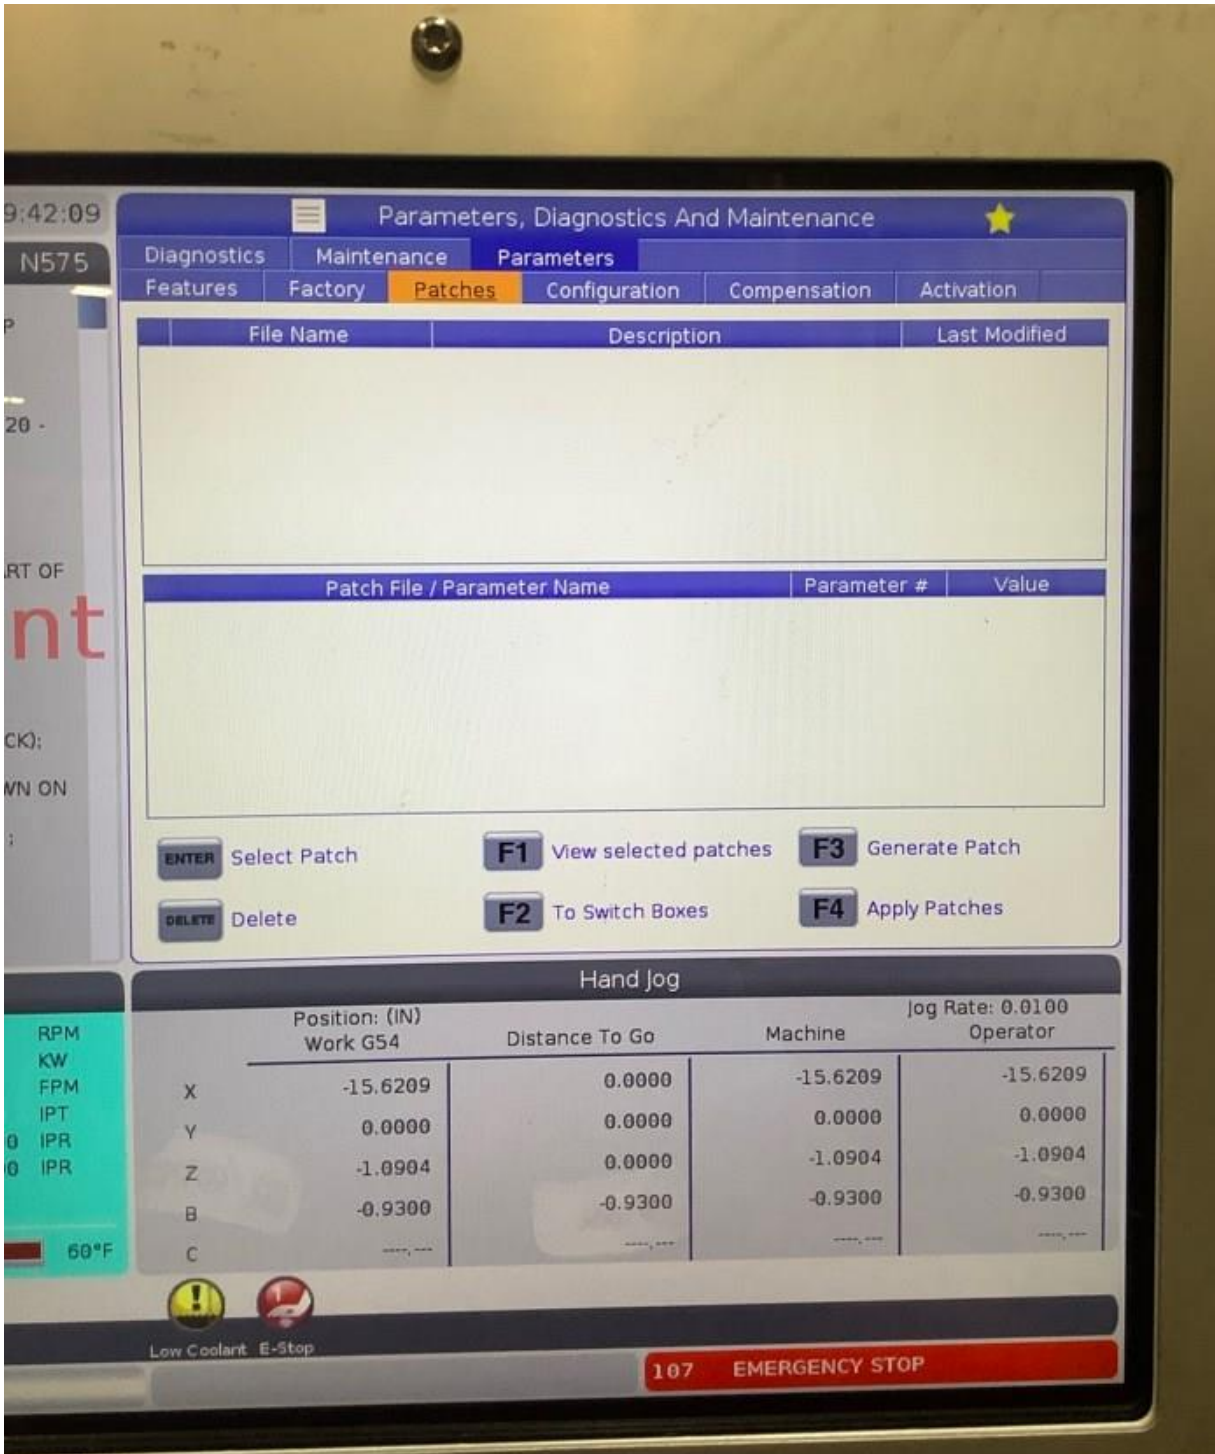 9:42:09
Parameters, Diagnostics And Maintenance
N575
Diagnostics Maintenance Parameters
Features Factory Patches Configuration Compensation Activation
P
File Name Description Last Modified
20 -
RT OF
Patch File / Parameter Name Parameter # Value
nt
CK);
WN ON
;
ENTER Select Patch F1 View selected patches F3 Generate Patch
DELETE Delete F2 To Switch Boxes F4 Apply Patches
Hand Jog
Position: (IN) Jog Rate: 0.0100
RPM Work G54 Distance To Go Machine Operator
KW
FPM X -15.6209 0.0000 -15.6209 -15.6209
IPT
0 IPR Y 0.0000 0.0000 0.0000 0.0000
0 IPR Z -1.0904 0.0000 -1.0904 -1.0904
B -0.9300 -0.9300 -0.9300 -0.9300
60°F C ----.--- ----.--- ----.--- ----.---
Low Coolant E-Stop
107 EMERGENCY STOP